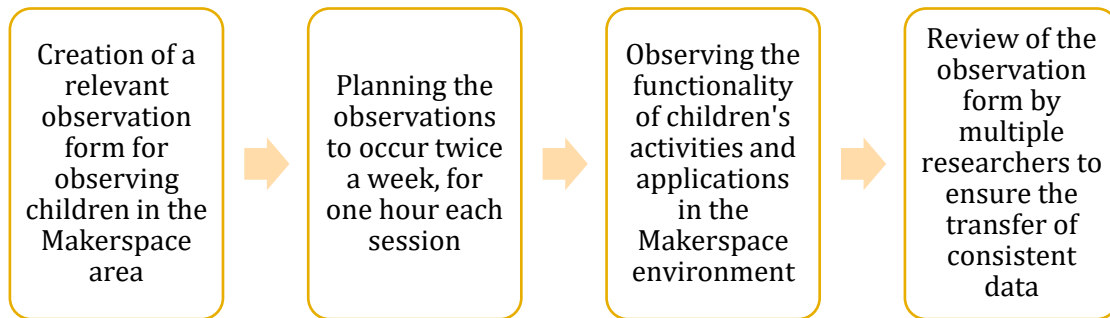 Creation of a
relevant
observation
form for
observing
children in the
Makerspace
area
Planning the
observations
to occur twice
a week, for
one hour each
session
Observing the
functionality
of children's
activities and
applications
in the
Makerspace
environment
Review of the
observation
form by
multiple
researchers to
ensure the
transfer of
consistent
data